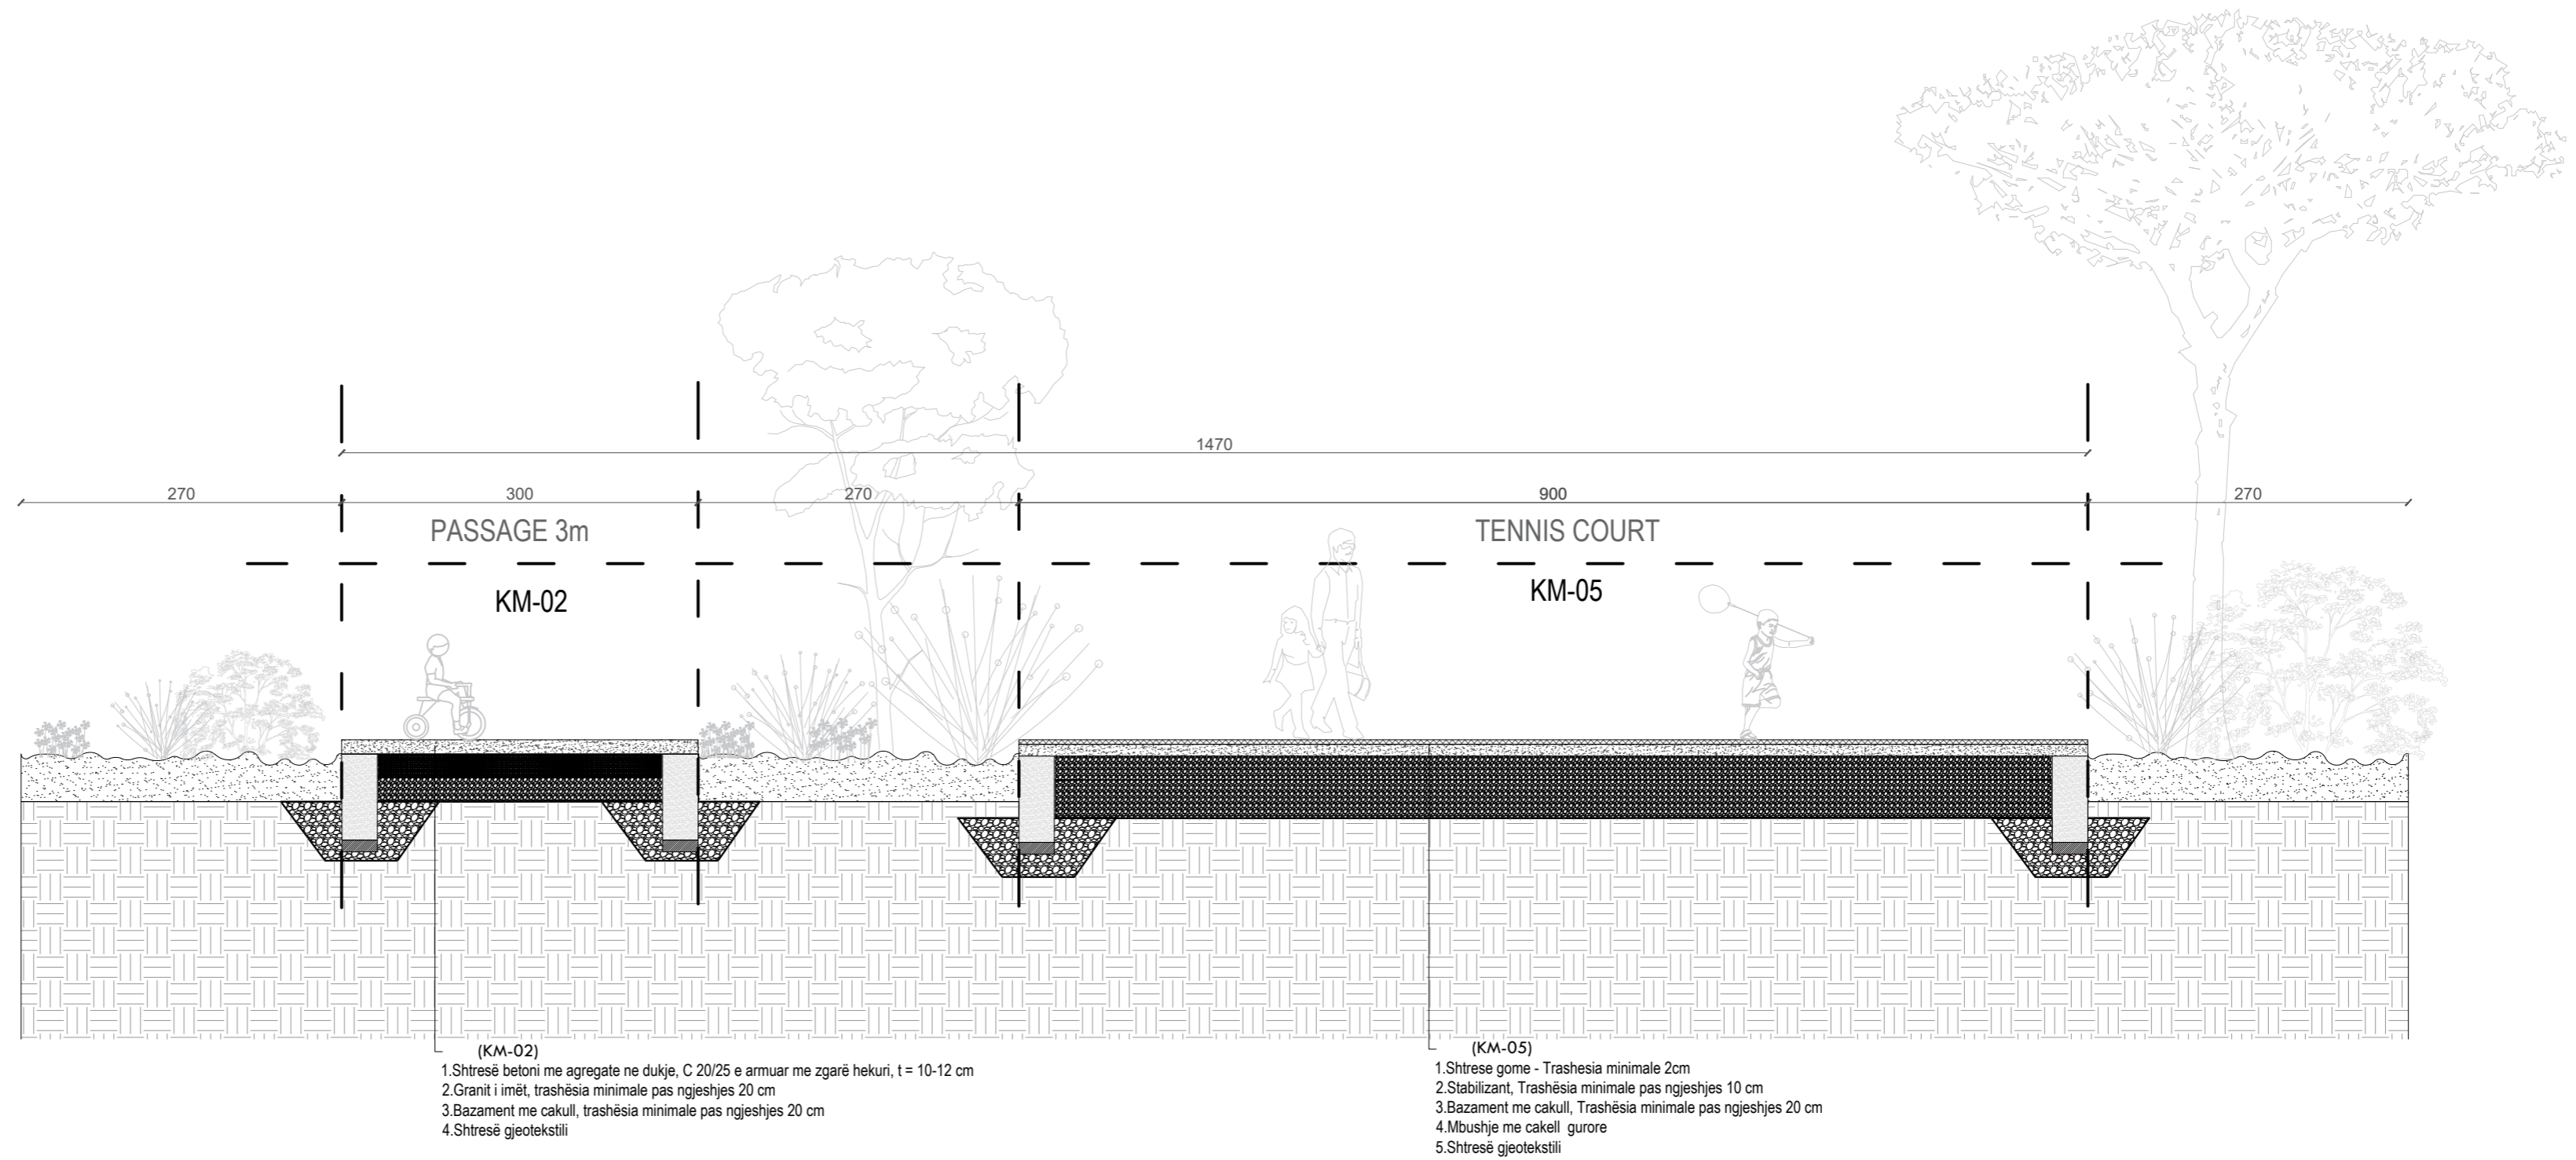 1470
270 300 270 900 270
PASSAGE 3m TENNIS COURT
KM-02 KM-05
(KM-02)
1.Shtresë betoni me agregate ne dukje, C 20/25 e armuar me zgarë hekuri, t = 10-12 cm
2.Granit i imët, trashësia minimale pas ngjeshjes 20 cm
3.Bazament me cakull, trashësia minimale pas ngjeshjes 20 cm
4.Shtresë gjeotekstili
(KM-05)
1.Shtrese gome - Trashesia minimale 2cm
2.Stabilizant, Trashësia minimale pas ngjeshjes 10 cm
3.Bazament me cakull, Trashësia minimale pas ngjeshjes 20 cm
4.Mbushje me cakell gurore
5.Shtresë gjeotekstili